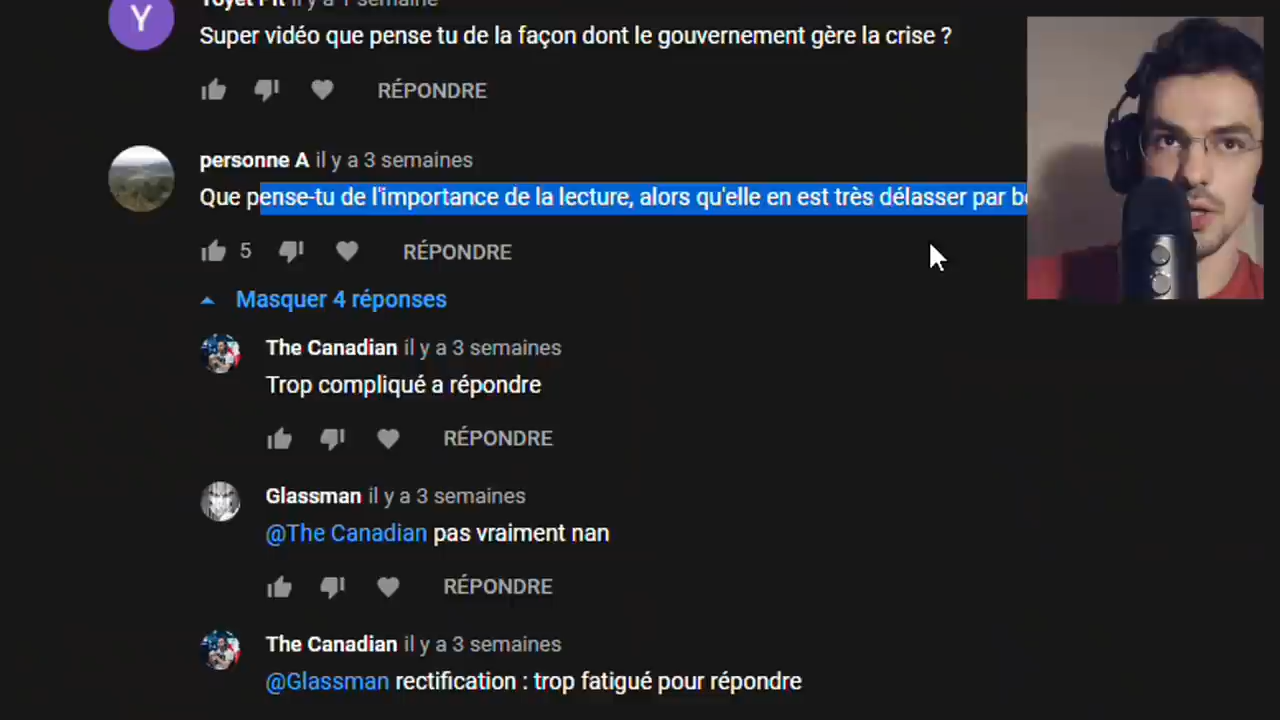 il y a 1 semaine
Y
Super vidéo que pense tu de la façon dont le gouvernement gère la crise ?
RÉPONDRE
personne A il y a 3 semaines
Que pense-tu de l'importance de la lecture, alors qu'elle en est très délasser par
5 RÉPONDRE
Masquer 4 réponses
The Canadian il y a 3 semaines
Trop compliqué a répondre
RÉPONDRE
Glassman il y a 3 semaines
@The Canadian pas vraiment nan
RÉPONDRE
The Canadian il y a 3 semaines
@Glassman rectification : trop fatigué pour répondre